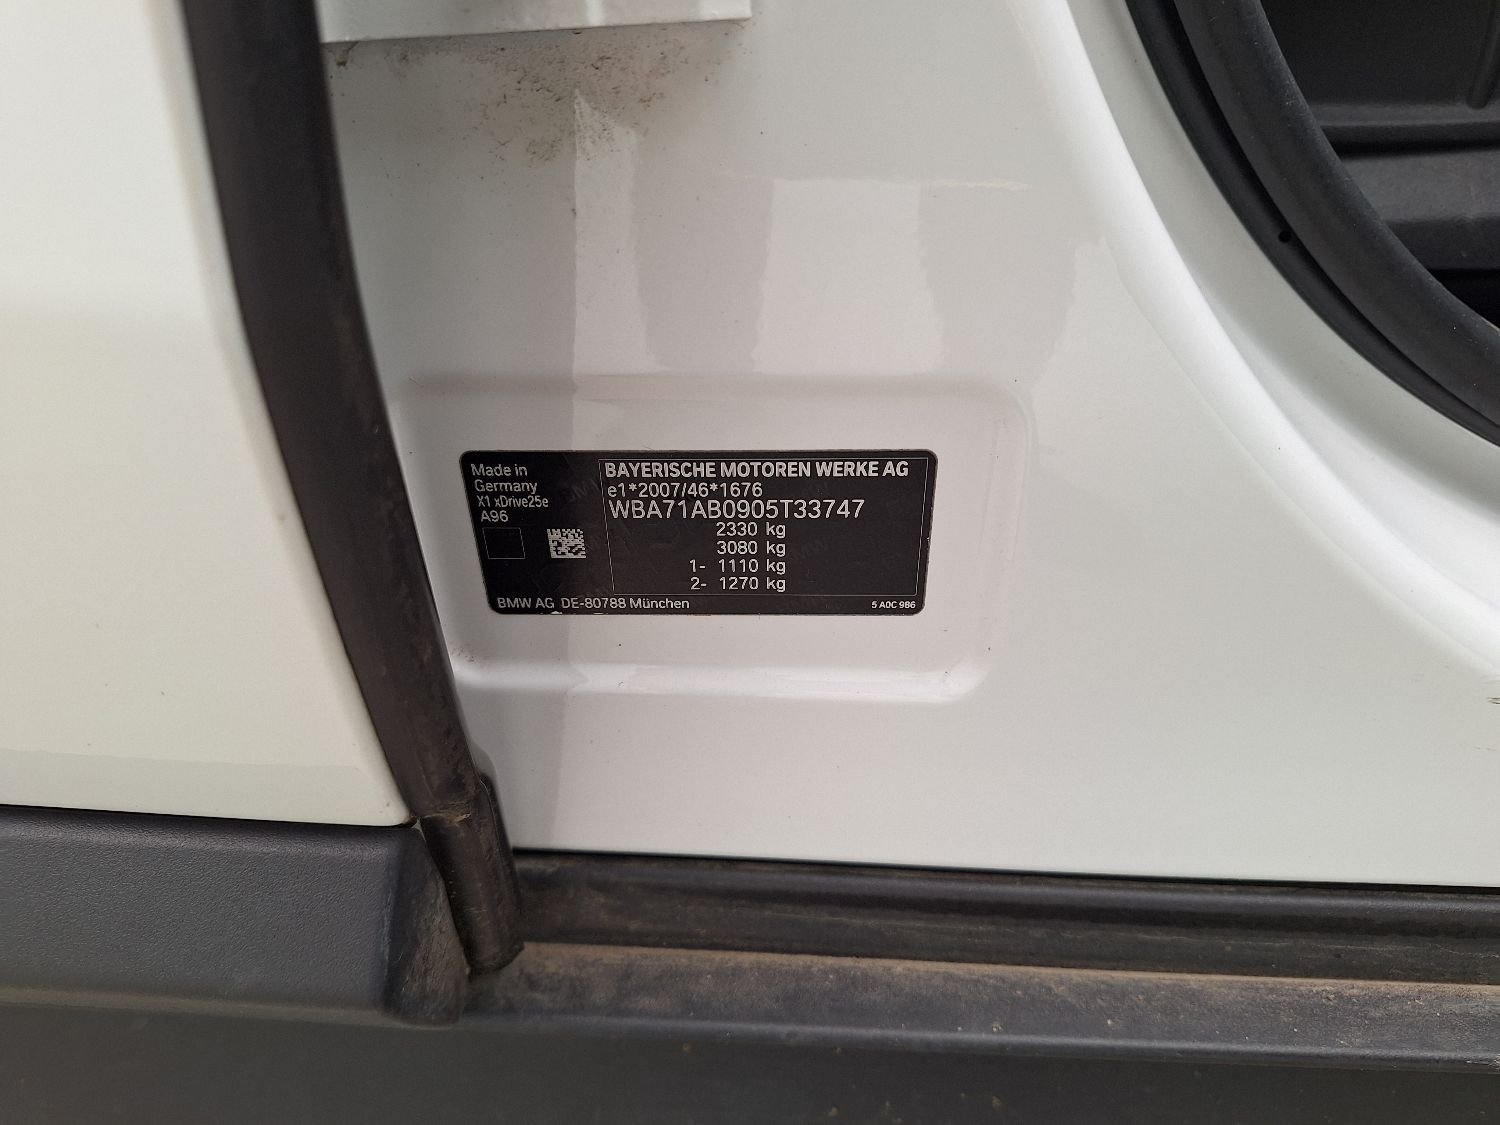 Made in
Germany
X1 xDrive25e
A96
BAYERISCHE MOTOREN WERKE AG
e1*2007/46*1676
WBA71AB0905T33747
2330 kg
3080 kg
1- 1110 kg
2- 1270 kg
BMW AG DE-80788 München
5 A0C 986